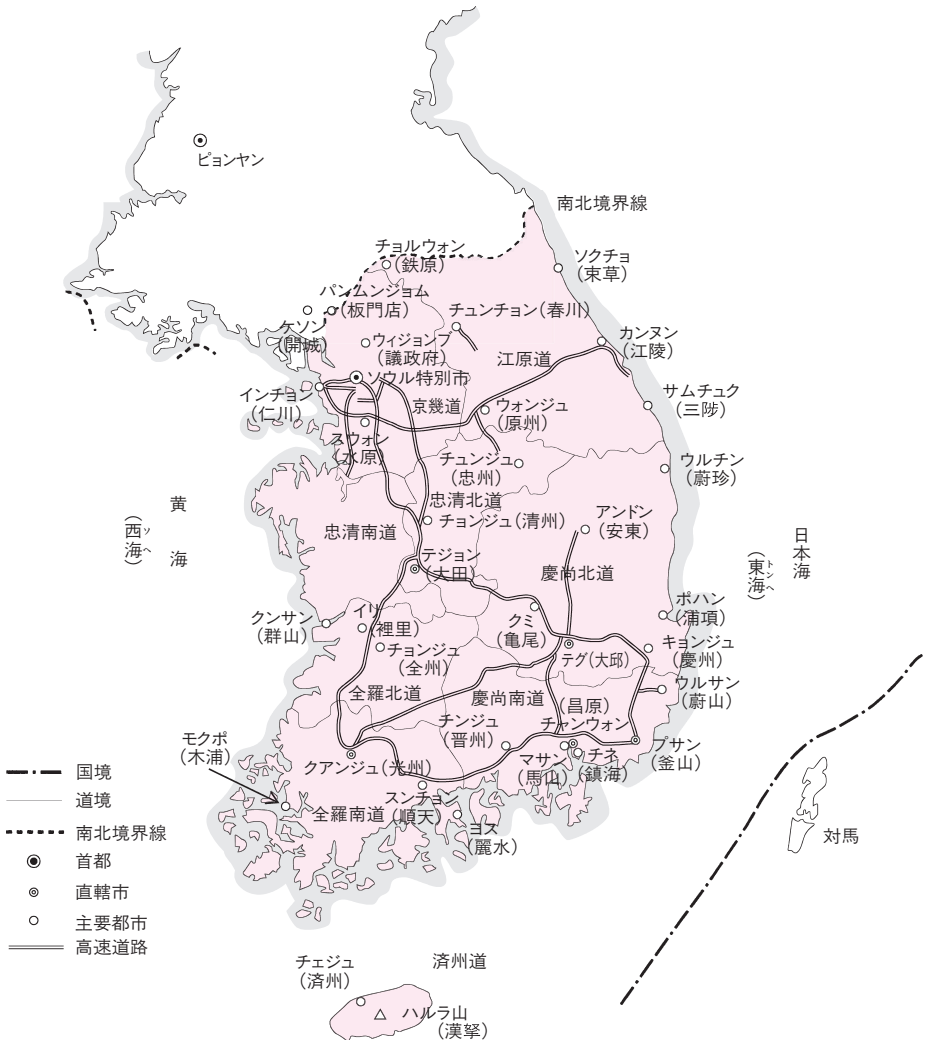 ピョンヤン
南北境界線
チョルウォン
(鉄原)
ソクチョ
(束草)
パンムンジョム
(板門店)
チュンチョン(春川)
ケソン
(開城)
ウィジョンブ
(議政府)
カンヌン
(江陵)
江原道
ソウル特別市
インチョン
(仁川)
京幾道
ウォンジュ
(原州)
サムチュク
(三陟)
スウォン
(水原)
チュンジュ
(忠州)
ウルチン
(蔚珍)
忠清北道
チョンジュ(清州)
アンドン
(安東)
黄海
(西海)
ソヘ
忠清南道
日本海
(東海)
トンヘ
テジョン
(大田)
慶尚北道
クンサン
(群山)
イリ
(裡里)
クミ
(亀尾)
ポハン
(浦項)
チョンジュ
(全州)
テグ(大邱)
キョンジュ
(慶州)
全羅北道
慶尚南道
(昌原)
チャンウォン
ウルサン
(蔚山)
チンジュ
(晋州)
モクポ
(木浦)
クアンジュ(光州)
マサン
(馬山)
チネ
(鎮海)
プサン
(釜山)
スンチョン
(順天)
全羅南道
ヨス
(麗水)
対馬
国境
道境
南北境界線
首都
直轄市
主要都市
高速道路
チェジュ
(済州)
済州道
ハルラ山
(漢拏)